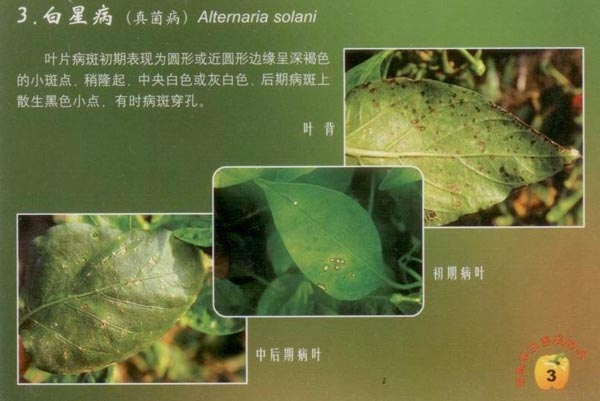 3.白星病（真菌病）Alternaria solani
叶片病斑初期表现为圆形或近圆形边缘呈深褐色
的小斑点，稍隆起，中央白色或灰白色，后期病斑上
散生黑色小点，有时病斑穿孔。
叶背
初期病叶
中后期病叶
1
3